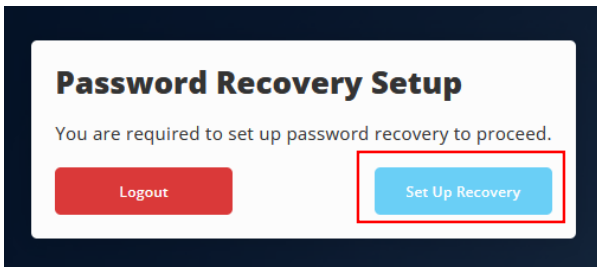 Password Recovery Setup
You are required to set up password recovery to proceed.
Logout
Set Up Recovery